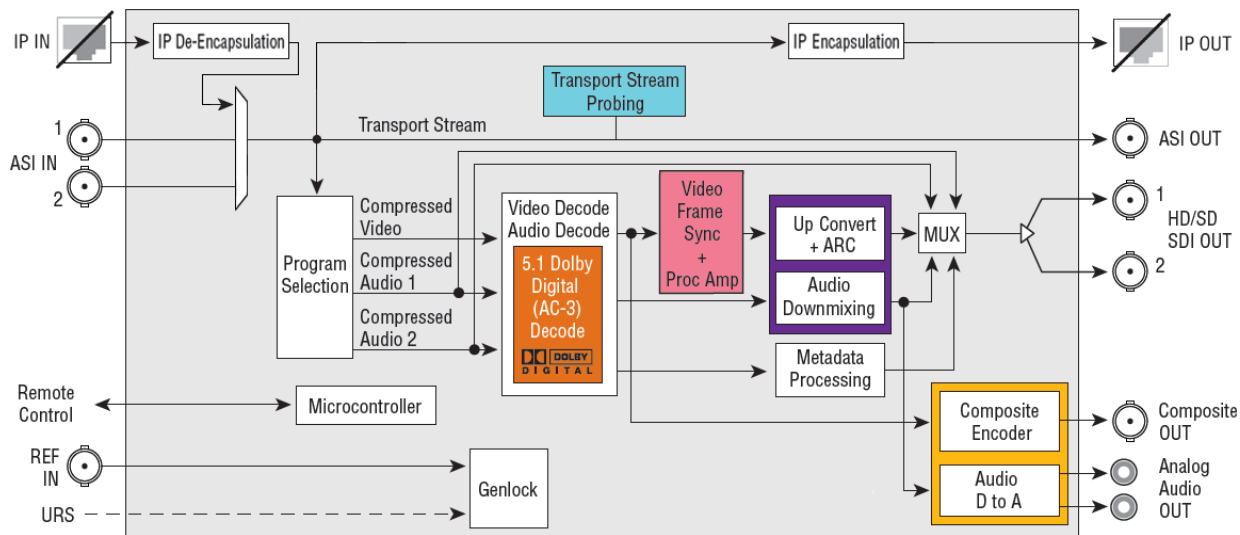 IP IN
IP De-Encapsulation
IP Encapsulation
IP OUT
Transport Stream
Probing
1
ASI IN
2
Transport Stream
ASI OUT
Program
Selection
Compressed
Video
Compressed
Audio 1
Compressed
Audio 2
Video Decode
Audio Decode
5.1 Dolby
Digital
(AC-3)
Decode
DOLBY
DIGITAL
Video
Frame
Sync
+
Proc Amp
Up Convert
+ ARC
Audio
Downmixing
Metadata
Processing
MUX
1
HD/SD
SDI OUT
2
Remote
Control
Microcontroller
REF
IN
URS
Genlock
Composite
Encoder
Audio
D to A
Composite
OUT
Analog
Audio
OUT